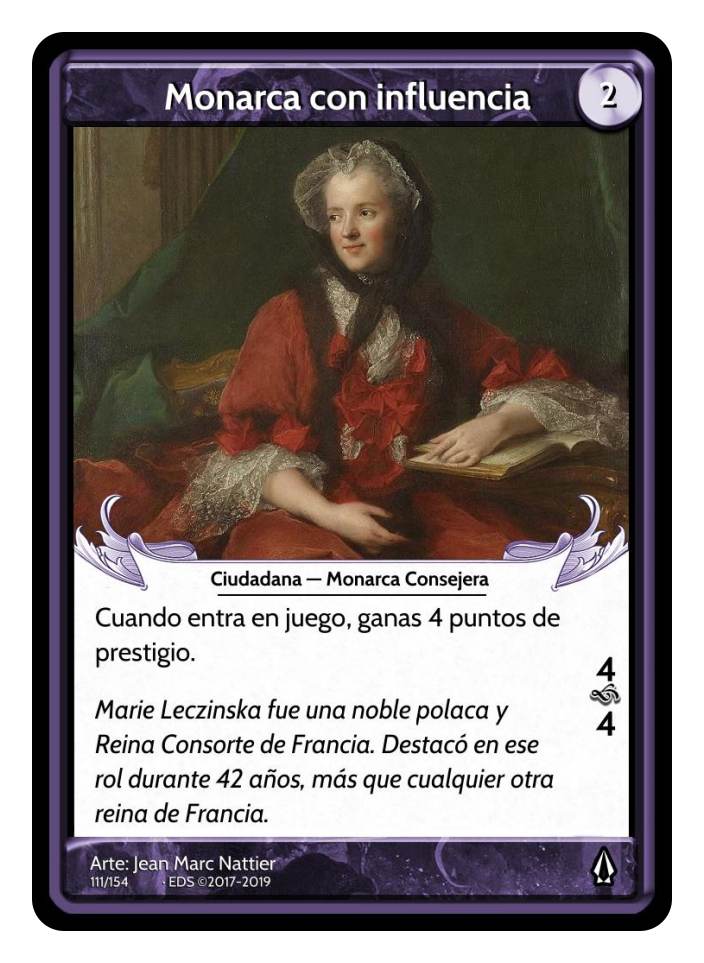 Monarca con influencia
2
Ciudadana — Monarca Consejera
Cuando entra en juego, ganas 4 puntos de
prestigio.
4
4
Marie Leczinska fue una noble polaca y
Reina Consorte de Francia. Destacó en ese
rol durante 42 años, más que cualquier otra
reina de Francia.
Arte: Jean Marc Nattier
111/154 · EDS ©2017-2019